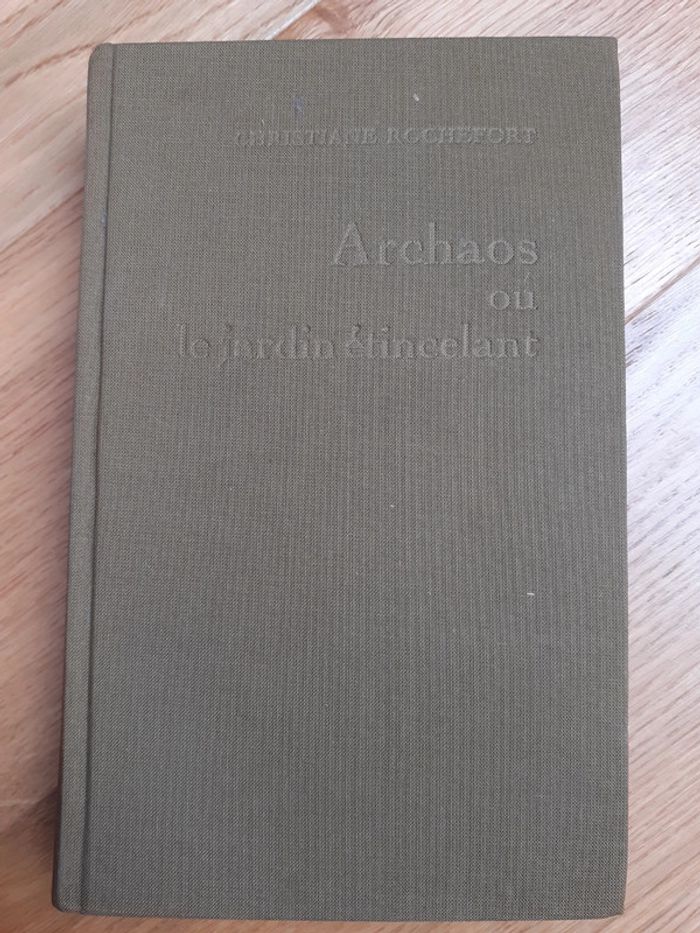 CHRISTIANE ROCHEFORT
Archaos
ou
le jardin étincelant